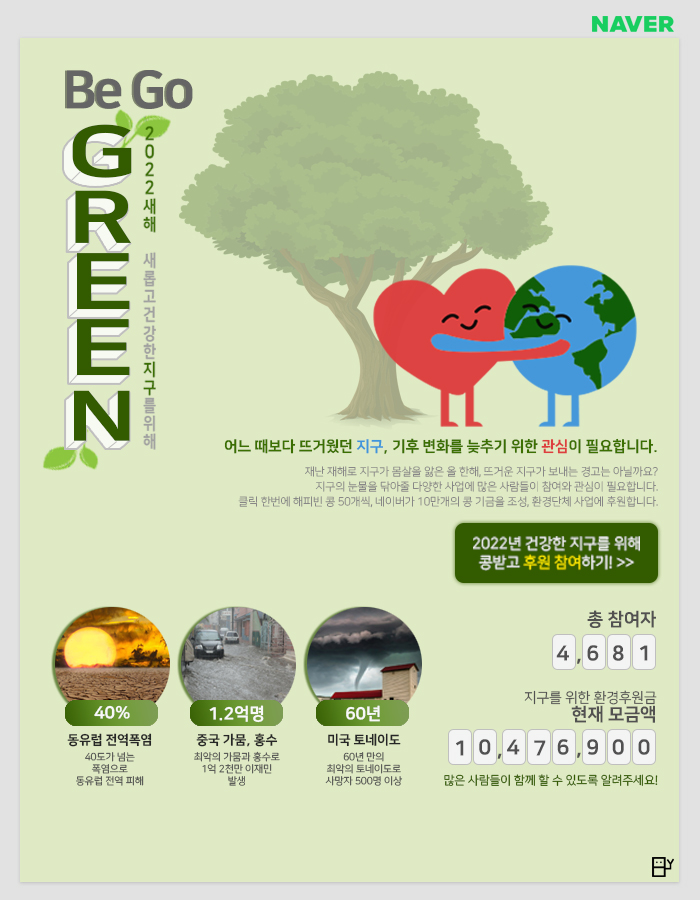 NAVER
Be Go
GREEN
2022새해 새롭고건강한지구를위해
어느 때보다 뜨거웠던 지구, 기후 변화를 늦추기 위한 관심이 필요합니다.
재난 재해로 지구가 몸살을 앓은 올 한해, 뜨거운 지구가 보내는 경고는 아닐까요?
지구의 눈물을 닦아줄 다양한 사업에 많은 사람들이 참여와 관심이 필요합니다.
클릭 한번에 해피빈 콩 50개씩, 네이버가 10만개의 콩 기금을 조성, 환경단체 사업에 후원합니다.
2022년 건강한 지구를 위해
콩받고 후원 참여하기! >>
총 참여자
4,681
지구를 위한 환경후원금
현재 모금액
10,476,900
많은 사람들이 함께 할 수 있도록 알려주세요!
40%
동유럽 전역폭염
40도가 넘는
폭염으로
동유럽 전역 피해
1.2억명
중국 가뭄, 홍수
최악의 가뭄과 홍수로
1억 2천만 이재민
발생
60년
미국 토네이도
60년 만의
최악의 토네이도로
사망자 500명 이상